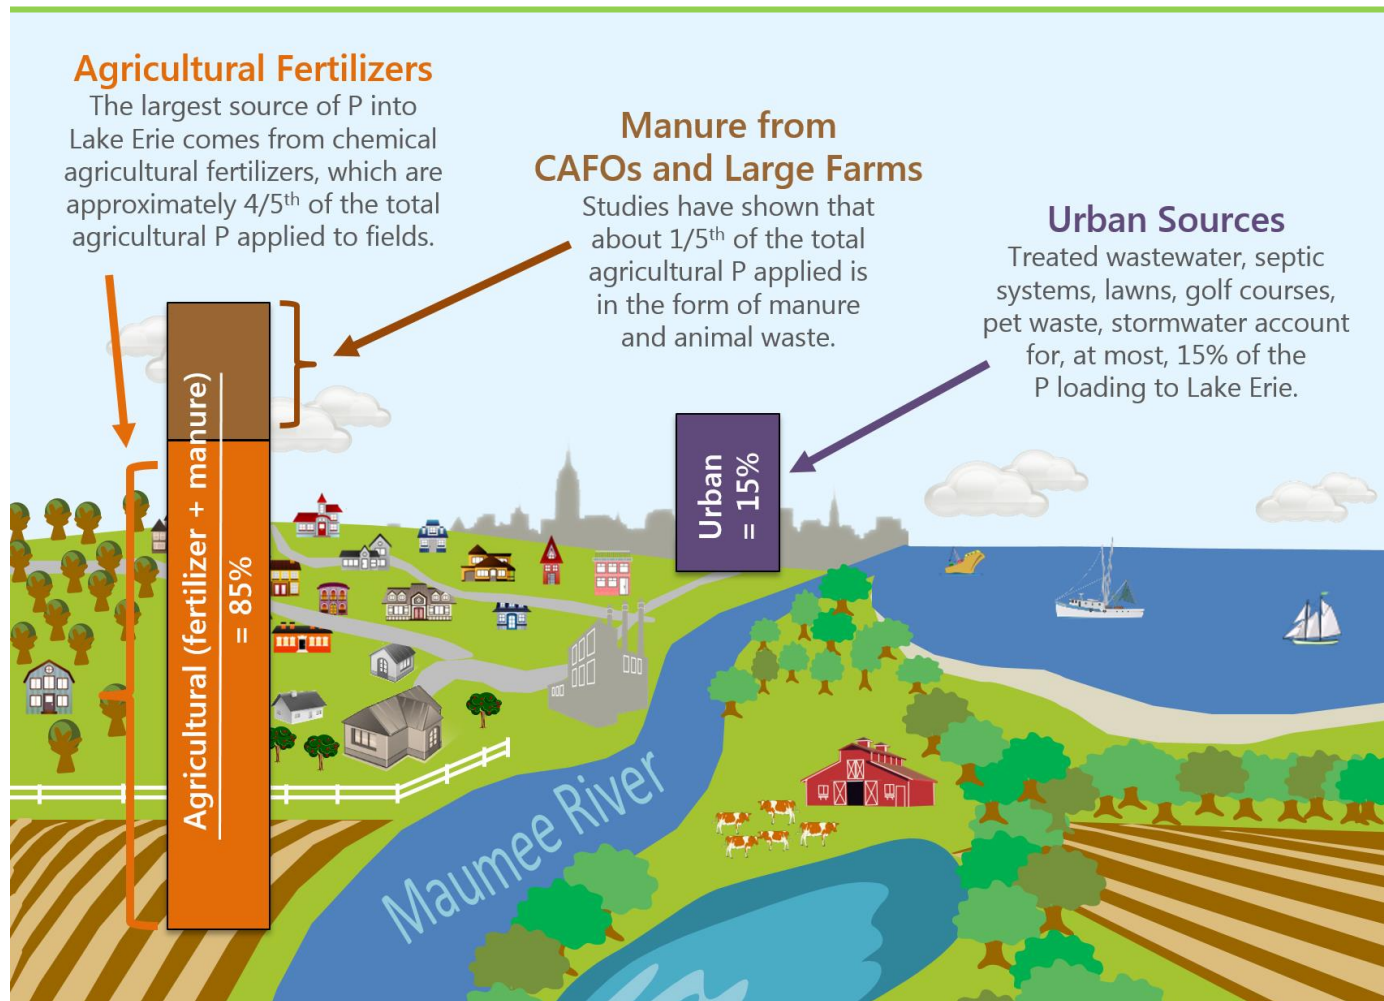 Agricultural Fertilizers
The largest source of P into
Lake Erie comes from chemical
agricultural fertilizers, which are
approximately 4/5th of the total
agricultural P applied to fields.
Manure from
CAFOs and Large Farms
Studies have shown that
about 1/5th of the total
agricultural P applied is
in the form of manure
and animal waste.
Urban Sources
Treated wastewater, septic
systems, lawns, golf courses,
pet waste, stormwater account
for, at most, 15% of the
P loading to Lake Erie.
Agricultural (fertilizer + manure)
= 85%
Urban
= 15%
Maumee River